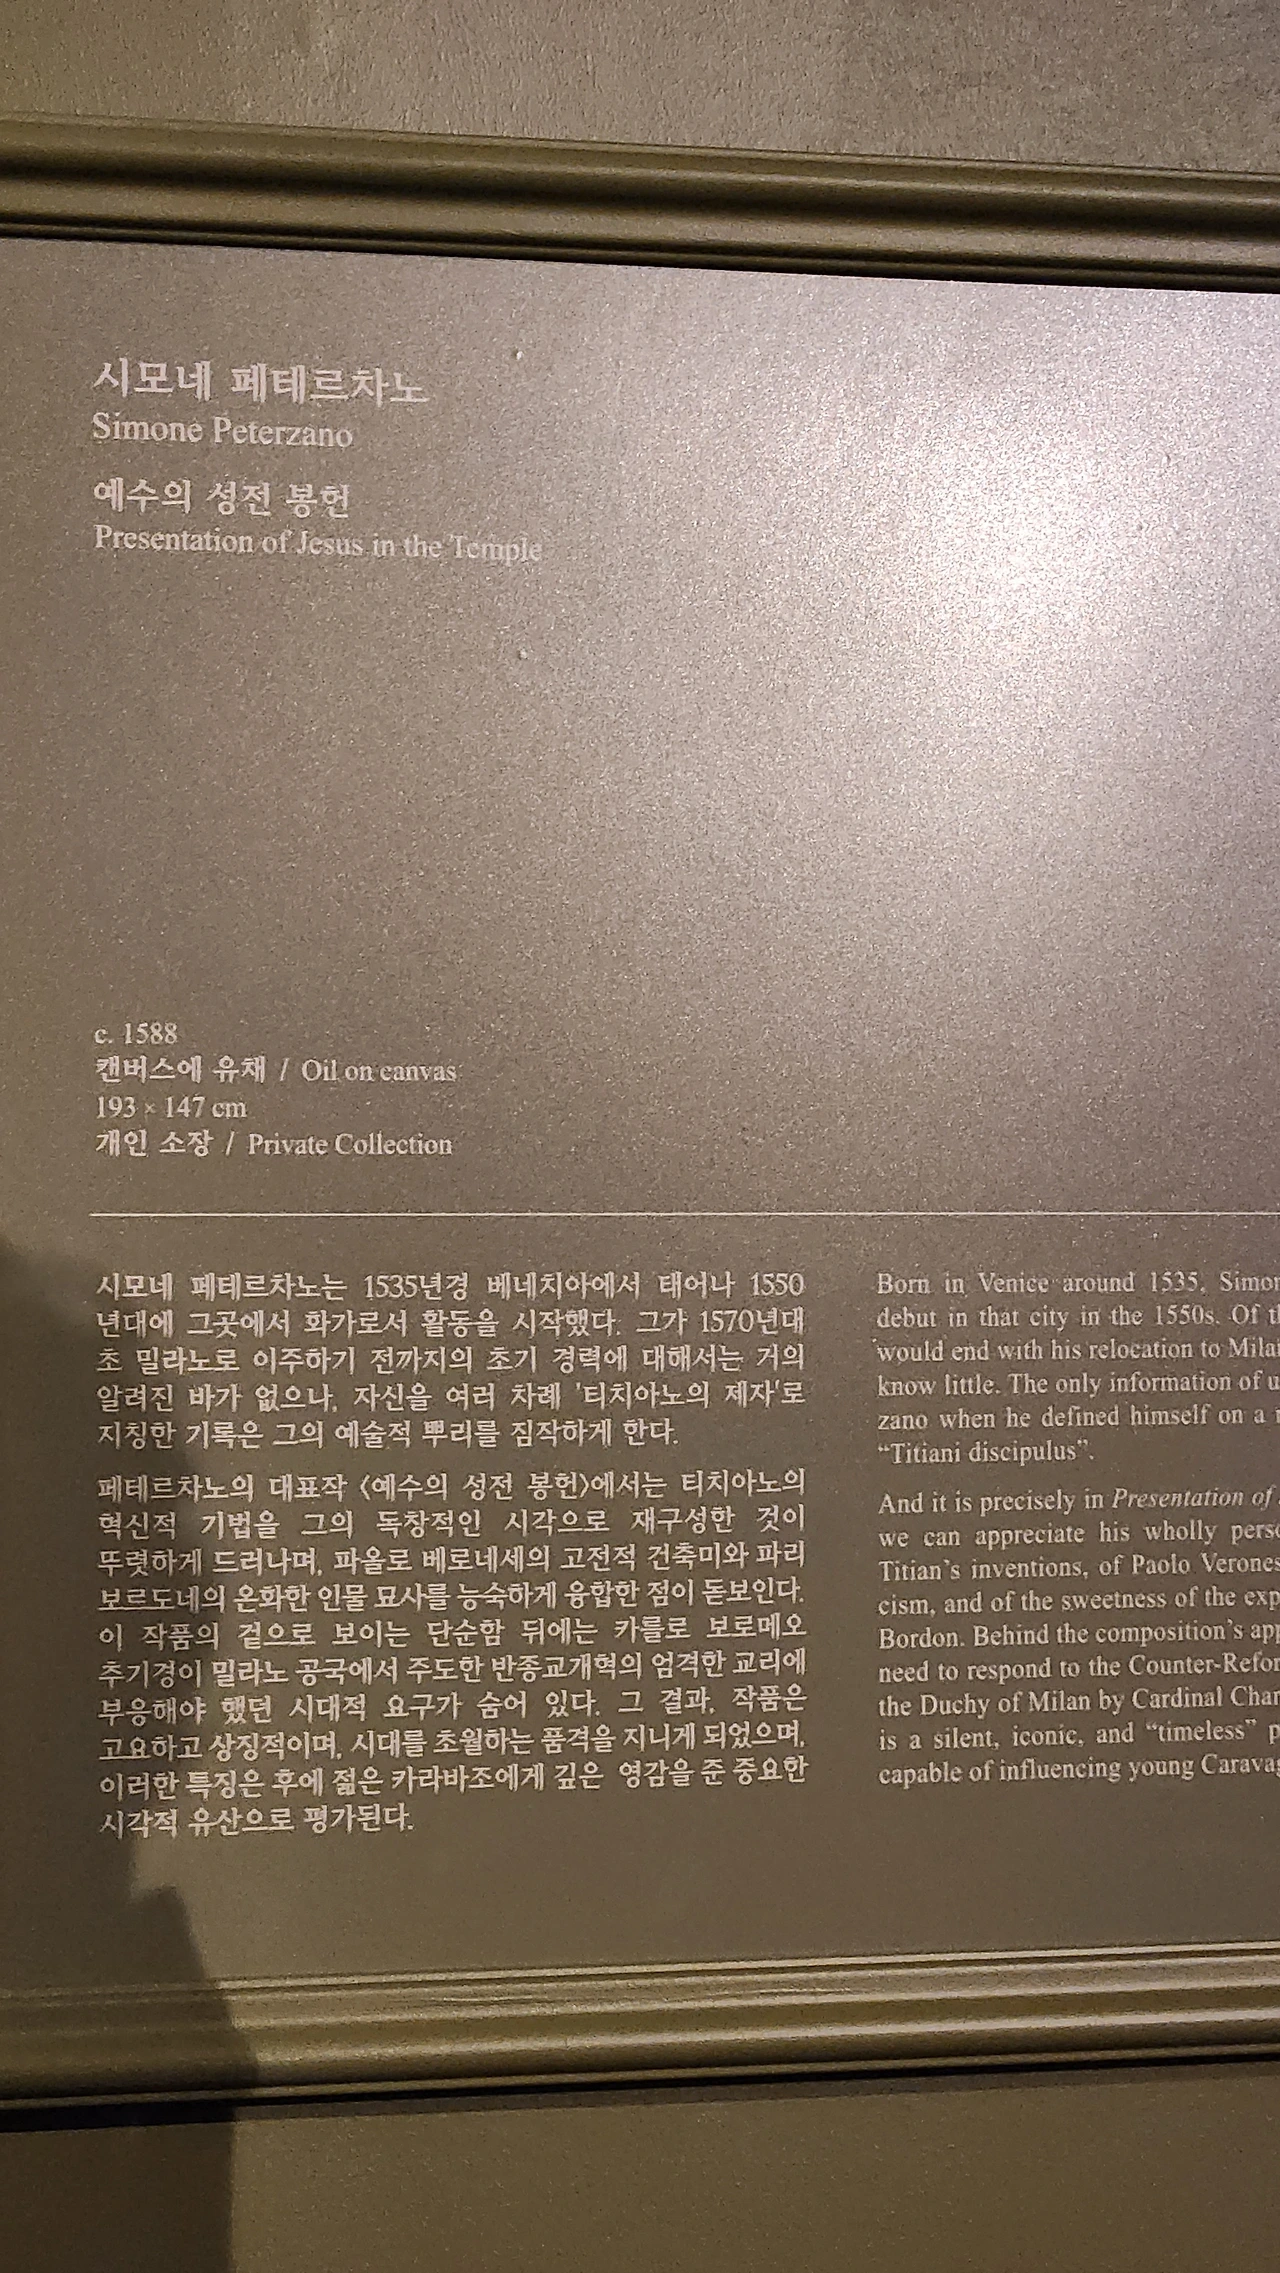 시모네 페테르차노
Simone Peterzano
예수의 성전 봉헌
Presentation of Jesus in the Temple
c. 1588
캔버스에 유채 / Oil on canvas
193 × 147 cm
개인 소장 / Private Collection
시모네 페테르차노는 1535년경 베네치아에서 태어나 1550
년대에 그곳에서 화가로서 활동을 시작했다. 그가 1570년대
초 밀라노로 이주하기 전까지의 초기 경력에 대해서는 거의
알려진 바가 없으나, 자신을 여러 차례 '티치아노의 제자'로
지칭한 기록은 그의 예술적 뿌리를 짐작하게 한다.
페테르차노의 대표작 〈예수의 성전 봉헌〉에서는 티치아노의
혁신적 기법을 그의 독창적인 시각으로 재구성한 것이
뚜렷하게 드러나며, 파올로 베로네세의 고전적 건축미와 파리
보르도네의 온화한 인물 묘사를 능숙하게 융합한 점이 돋보인다.
이 작품의 겉으로 보이는 단순함 뒤에는 카를로 보로메오
추기경이 밀라노 공국에서 주도한 반종교개혁의 엄격한 교리에
부응해야 했던 시대적 요구가 숨어 있다. 그 결과, 작품은
고요하고 상징적이며, 시대를 초월하는 품격을 지니게 되었으며,
이러한 특징은 후에 젊은 카라바조에게 깊은 영감을 준 중요한
시각적 유산으로 평가된다.
Born in Venice around 1535, Simon
debut in that city in the 1550s. Of th
would end with his relocation to Milan
know little. The only information of u
zano when he defined himself on a
“Titiani discipulus”.
And it is precisely in Presentation of
we can appreciate his wholly perso
Titian’s inventions, of Paolo Verones
cism, and of the sweetness of the exp
Bordon. Behind the composition’s app
need to respond to the Counter-Refor
the Duchy of Milan by Cardinal Char
is a silent, iconic, and “timeless” p
capable of influencing young Caravag